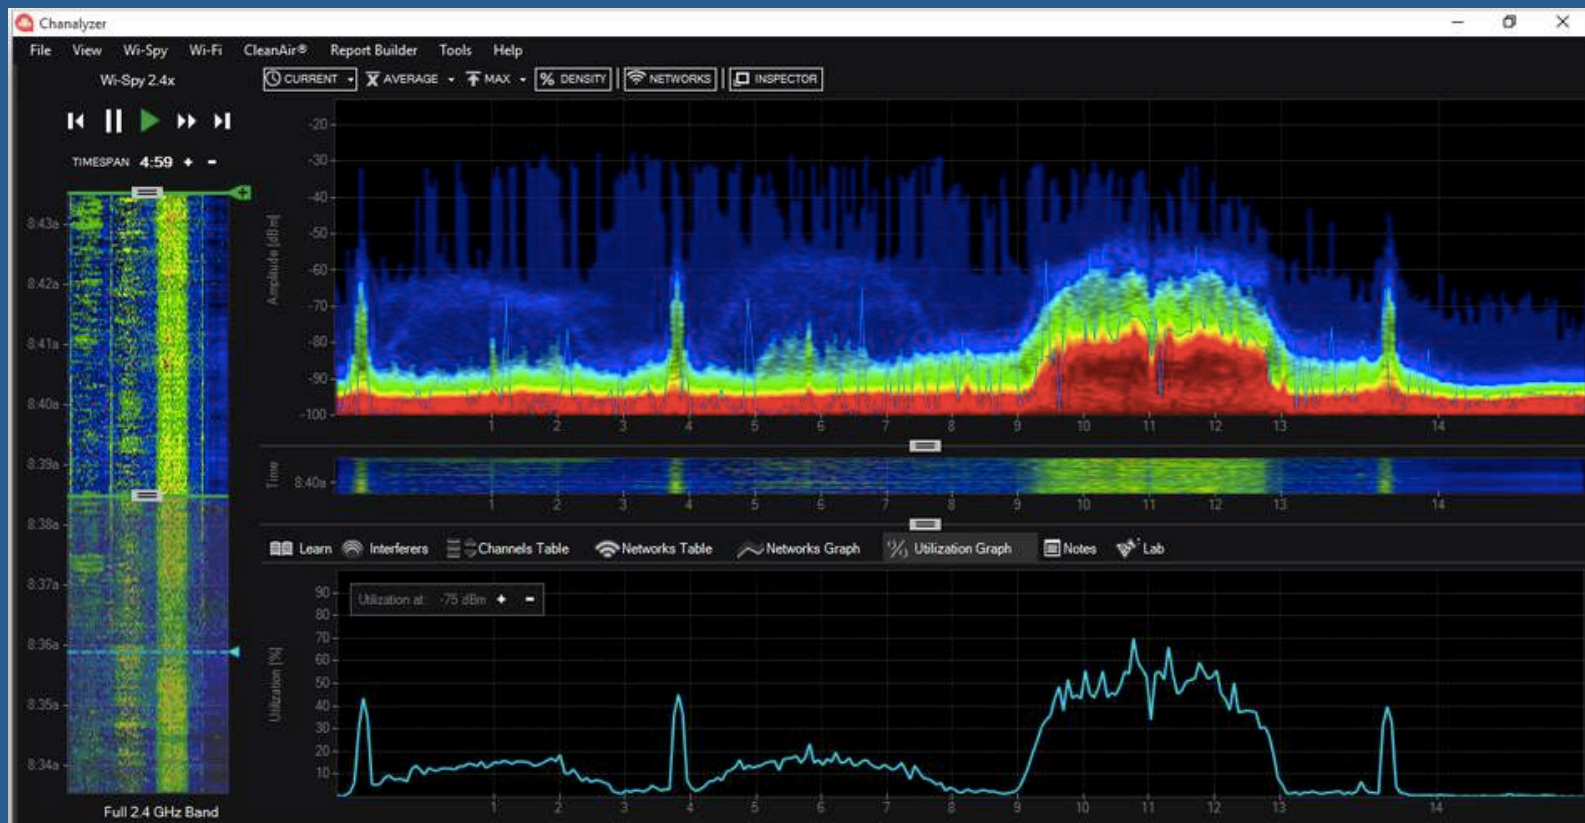 Chanalyzer
File View Wi-Spy Wi-Fi CleanAir® Report Builder Tools Help
Wi-Spy 2.4x
CURRENT AVERAGE MAX % DENSITY NETWORKS INSPECTOR
TIMESPAN 4:59 + -
8:43a
8:42a
8:41a
8:40a
8:39a
8:38a
8:37a
8:36a
8:35a
8:34a
Full 2.4 GHz Band
Amplitude [dBm]
-20
-30
-40
-50
-60
-70
-80
-90
-100
1 2 3 4 5 6 7 8 9 10 11 12 13 14
Time
8:40a
1 2 3 4 5 6 7 8 9 10 11 12 13 14
Learn Interferers Channels Table Networks Table Networks Graph Utilization Graph Notes Lab
Utilization at: -75 dBm + -
Utilization [%]
90
80
70
60
50
40
30
20
10
1 2 3 4 5 6 7 8 9 10 11 12 13 14